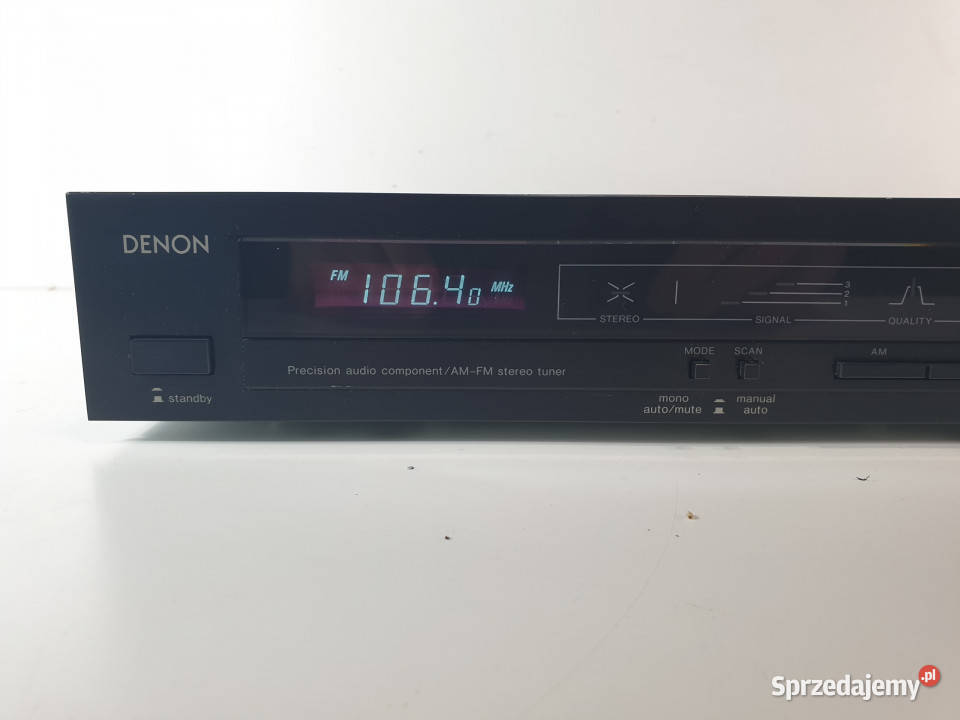 DENON
FM 106.40 MHz
STEREO
SIGNAL
3
2
1
QUALITY
MODE
SCAN
AM
Precision audio component/AM-FM stereo tuner
standby
mono
auto/mute
manual
auto
Sprzedajemy.pl